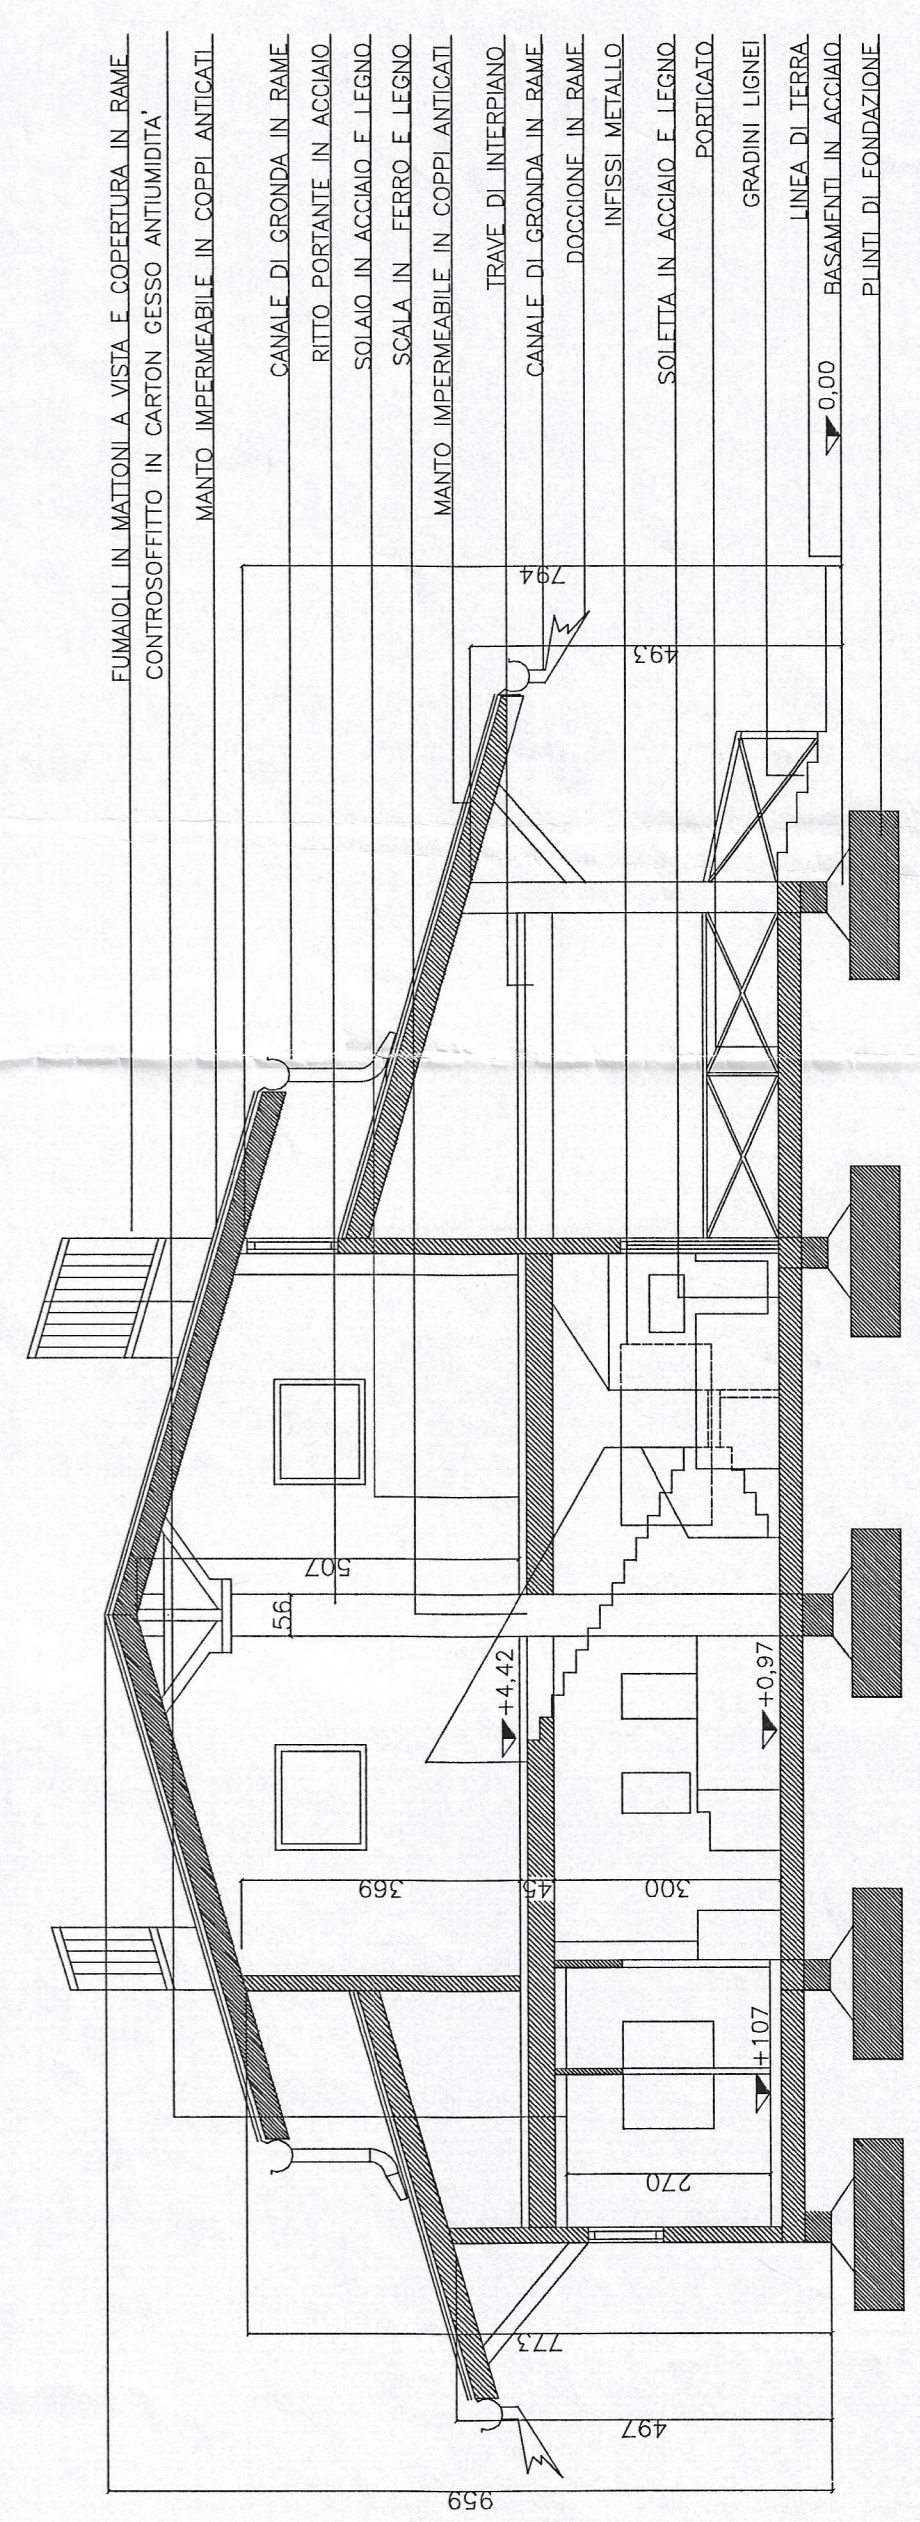 FUMAIOLI IN MATTONI A VISTA E COPERTURA IN RAME
CONTROSOFFITTO IN CARTON GESSO ANTIUMIDITA'
MANTO IMPERMEABILE IN COPPI ANTICATI
CANALE DI GRONDA IN RAME
RITTO PORTANTE IN ACCIAIO
SOLAIO IN ACCIAIO E LEGNO
SCALA IN FERRO E LEGNO
MANTO IMPERMEABILE IN COPPI ANTICATI
TRAVE DI INTERPIANO
CANALE DI GRONDA IN RAME
DOCCIONE IN RAME
INFISSI METALLO
SOLETTA IN ACCIAIO E LEGNO
PORTICATO
GRADINI LIGNEI
LINEA DI TERRA
BASAMENTI IN ACCIAIO
PLINTI DI FONDAZIONE
0,00
794
493
507
56
+4,42
+0,97
369
45
300
+107
270
773
497
959